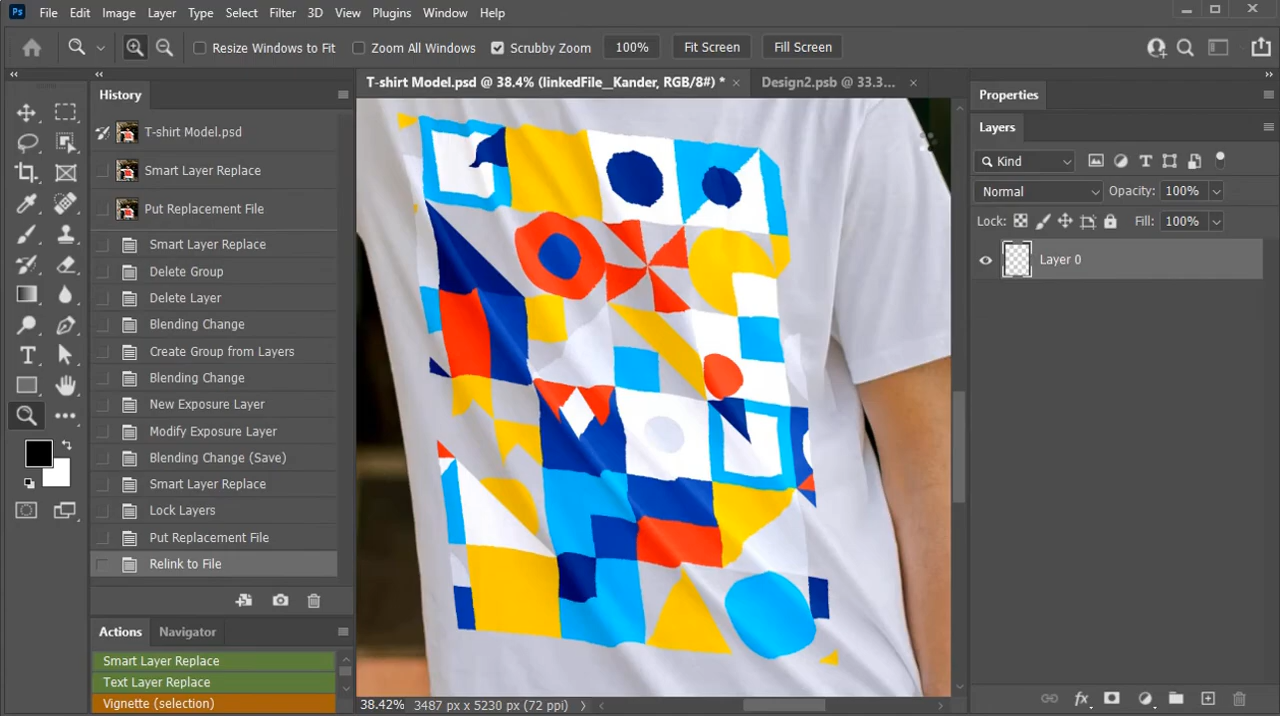 Ps File Edit Image Layer Type Select Filter 3D View Plugins Window Help
Resize Windows to Fit Zoom All Windows Scrubby Zoom 100% Fit Screen Fill Screen
History
T-shirt Model.psd @ 38.4% (linkedFile__Kander, RGB/8#) * ×
Design2.psb @ 33.3... ×
Properties
T-shirt Model.psd
Smart Layer Replace
Put Replacement File
Smart Layer Replace
Delete Group
Delete Layer
Blending Change
Create Group from Layers
Blending Change
New Exposure Layer
Modify Exposure Layer
Blending Change (Save)
Smart Layer Replace
Lock Layers
Put Replacement File
Relink to File
Actions Navigator
Smart Layer Replace
Text Layer Replace
Vignette (selection)
38.42% 3487 px x 5230 px (72 ppi)
Layers
Kind
Normal Opacity: 100%
Lock: Fill: 100%
Layer 0
fx